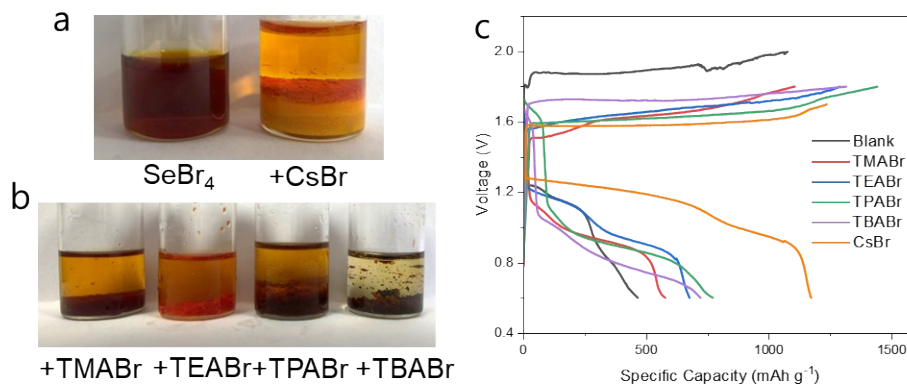 a
SeBr₄
+CsBr
b
+TMABr +TEABr +TPABr +TBABr
c
2.0
1.6
1.2
0.8
0.4
Voltage (V)
Blank
TMABr
TEABr
TPABr
TBABr
CsBr
0 500 1000 1500
Specific Capacity (mAh g⁻¹)